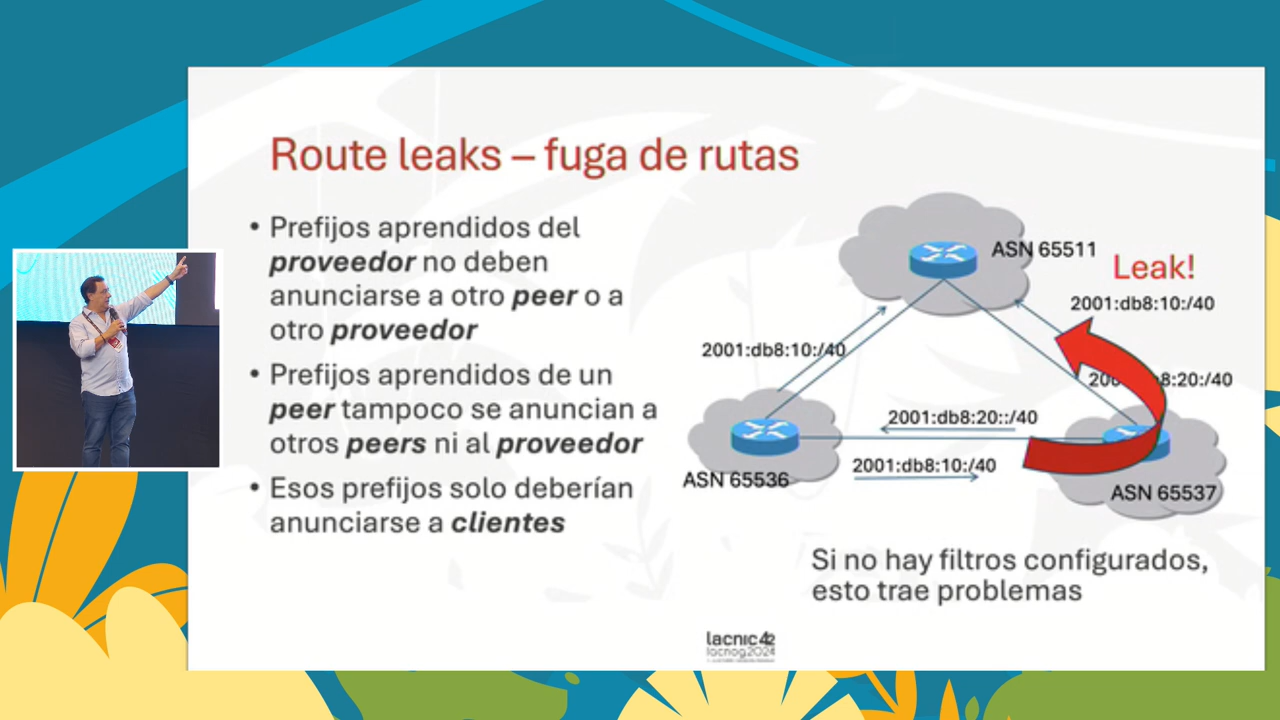 Route leaks – fuga de rutas
• Prefijos aprendidos del
proveedor no deben
anunciarse a otro peer o a
otro proveedor
• Prefijos aprendidos de un
peer tampoco se anuncian a
otros peers ni al proveedor
• Esos prefijos solo deberían
anunciarse a clientes
ASN 65511
Leak!
2001:db8:10:/40
2001:db8:10:/40
8:20:/40
2001:db8:20::/40
2001:db8:10:/40
ASN 65536
ASN 65537
Si no hay filtros configurados,
esto trae problemas
lacnic42
lacnog2024